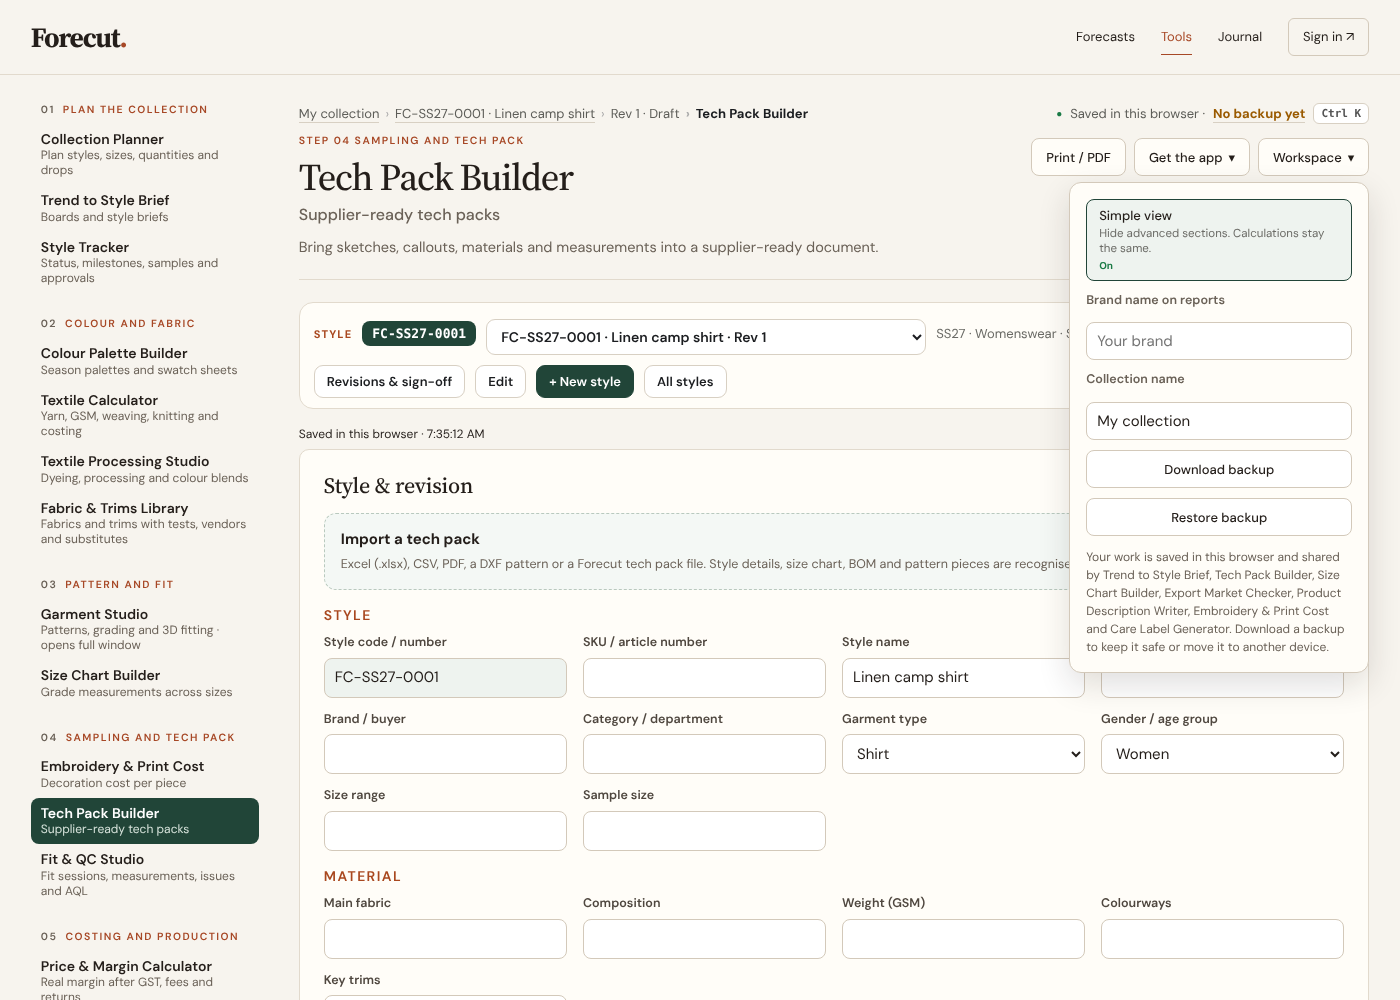 Forecut.
Forecasts
Tools
Journal
Sign in ↗
01 PLAN THE COLLECTION
Collection Planner
Plan styles, sizes, quantities and
drops
Trend to Style Brief
Boards and style briefs
Style Tracker
Status, milestones, samples and
approvals
02 COLOUR AND FABRIC
Colour Palette Builder
Season palettes and swatch sheets
Textile Calculator
Yarn, GSM, weaving, knitting and
costing
Textile Processing Studio
Dyeing, processing and colour blends
Fabric & Trims Library
Fabrics and trims with tests, vendors
and substitutes
03 PATTERN AND FIT
Garment Studio
Patterns, grading and 3D fitting ·
opens full window
Size Chart Builder
Grade measurements across sizes
04 SAMPLING AND TECH PACK
Embroidery & Print Cost
Decoration cost per piece
Tech Pack Builder
Supplier-ready tech packs
Fit & QC Studio
Fit sessions, measurements, issues
and AQL
05 COSTING AND PRODUCTION
Price & Margin Calculator
Real margin after GST, fees and
returns
My collection › FC-SS27-0001 · Linen camp shirt › Rev 1 · Draft › Tech Pack Builder
• Saved in this browser · No backup yet Ctrl K
STEP 04 SAMPLING AND TECH PACK
Tech Pack Builder
Supplier-ready tech packs
Bring sketches, callouts, materials and measurements into a supplier-ready document.
Print / PDF
Get the app ▾
Workspace ▾
Simple view
Hide advanced sections. Calculations stay
the same.
On
Brand name on reports
Your brand
Collection name
My collection
Download backup
Restore backup
Your work is saved in this browser and shared
by Trend to Style Brief, Tech Pack Builder, Size
Chart Builder, Export Market Checker, Product
Description Writer, Embroidery & Print Cost
and Care Label Generator. Download a backup
to keep it safe or move it to another device.
STYLE FC-SS27-0001 FC-SS27-0001 · Linen camp shirt · Rev 1 SS27 · Womenswear ·
Revisions & sign-off
Edit
+ New style
All styles
Saved in this browser · 7:35:12 AM
Style & revision
Import a tech pack
Excel (.xlsx), CSV, PDF, a DXF pattern or a Forecut tech pack file. Style details, size chart, BOM and pattern pieces are recognise
STYLE
Style code / number
SKU / article number
Style name
FC-SS27-0001
Linen camp shirt
Brand / buyer
Category / department
Garment type
Gender / age group
Shirt
Women
Size range
Sample size
MATERIAL
Main fabric
Composition
Weight (GSM)
Colourways
Key trims